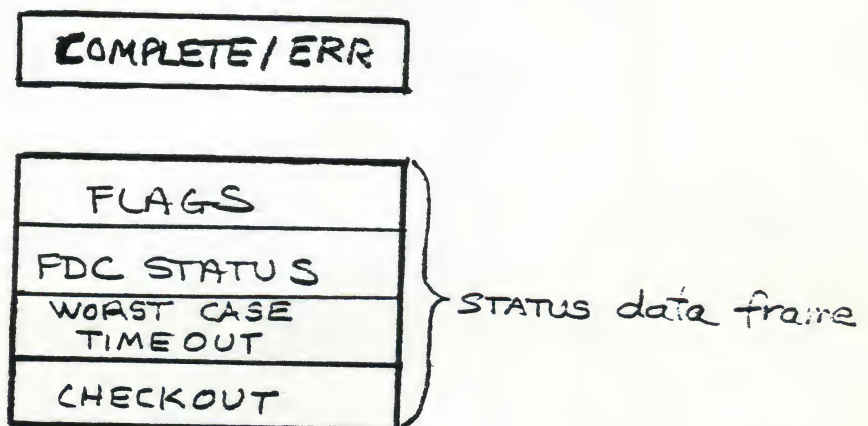 COMPLETE/ERR
FLAGS
FDC STATUS
WORST CASE
TIMEOUT
STATUS data frame
CHECKOUT